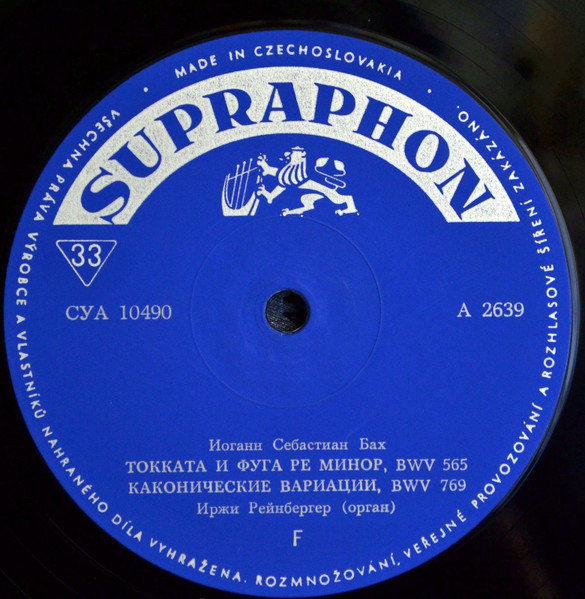 MADE IN CZECHOSLOVAKIA
SUPRAPHON
33
СУА 10490
А 2639
Иоганн Себастиан Бах
ТОККАТА И ФУГА РЕ МИНОР, BWV 565
КАКОНИЧЕСКИЕ ВАРИАЦИИ, BWV 769
Иржи Рейнбергер (орган)
F
VŠECHNA PRÁVA VÝROBCE A VLASTNÍKŮ NAHRANÉHO DÍLA VYHRAŽENA. ROZMNOŽOVÁNÍ, VEŘEJNÉ PROVOZOVÁNÍ A ROZHLASOVÉ ŠÍŘENÍ ZAKÁZÁNO.